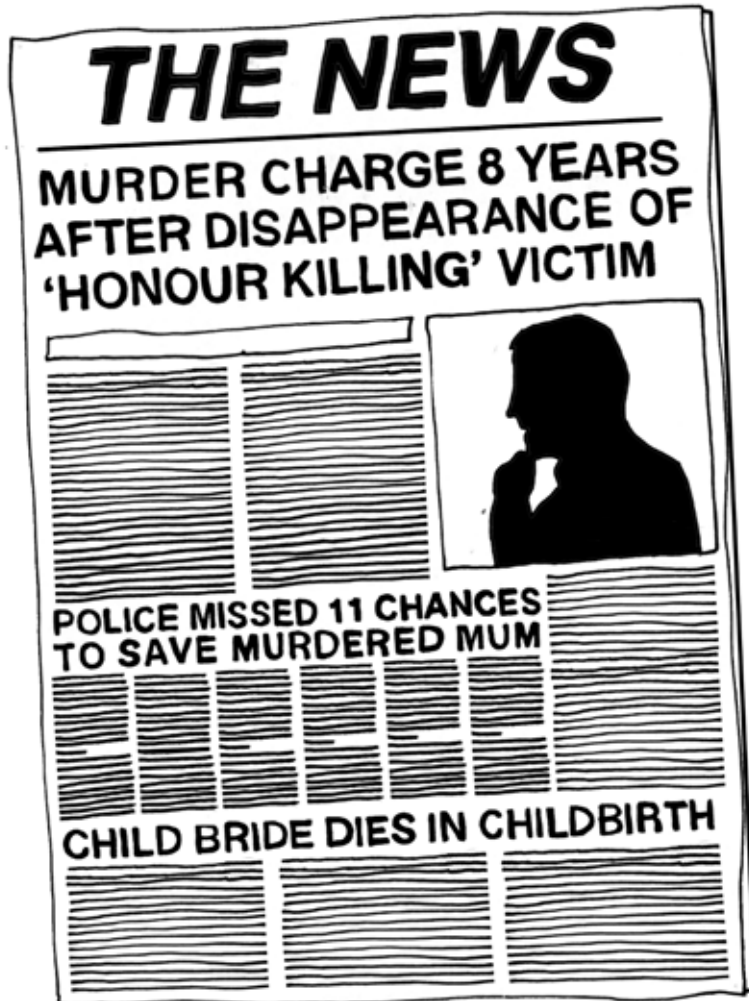 THE NEWS
MURDER CHARGE 8 YEARS
AFTER DISAPPEARANCE OF
‘HONOUR KILLING’ VICTIM
POLICE MISSED 11 CHANCES
TO SAVE MURDERED MUM
CHILD BRIDE DIES IN CHILDBIRTH